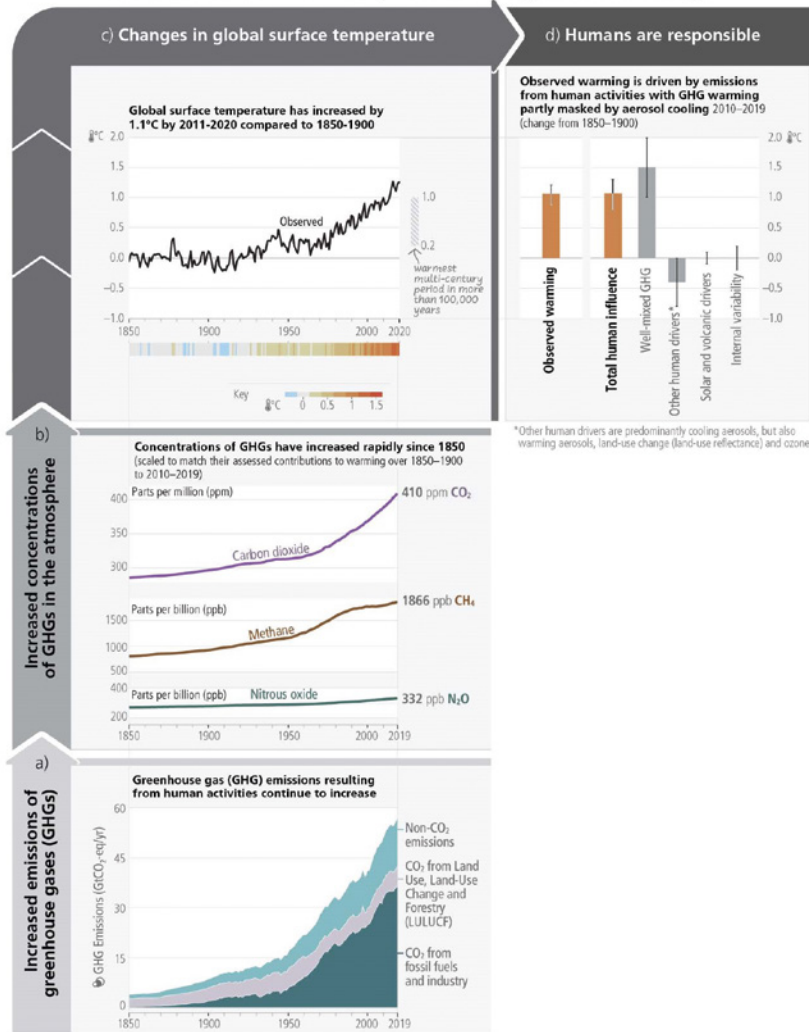 c) Changes in global surface temperature
d) Humans are responsible
Global surface temperature has increased by
1.1°C by 2011-2020 compared to 1850-1900
°C
2.0
1.5
1.0
0.5
0.0
−0.5
−1.0
1850
1900
1950
2000
2020
Observed
1.0
0.2
warmest
multi-century
period in more
than 100,000
years
Key
°C
0
0.5
1.0
1.5
Observed warming is driven by emissions
from human activities with GHG warming
partly masked by aerosol cooling 2010–2019
(change from 1850–1900)
2.0 °C
1.5
1.0
0.5
0.0
−0.5
−1.0
Observed warming
Total human influence
Well-mixed GHG
Other human drivers*
Solar and volcanic drivers
Internal variability
*Other human drivers are predominantly cooling aerosols, but also
warming aerosols, land-use change (land-use reflectance) and ozone
b)
Increased concentrations
of GHGs in the atmosphere
Concentrations of GHGs have increased rapidly since 1850
(scaled to match their assessed contributions to warming over 1850–1900
to 2010–2019)
Parts per million (ppm)
400
350
300
Carbon dioxide
410 ppm CO₂
Parts per billion (ppb)
1500
1000
500
Methane
1866 ppb CH₄
Parts per billion (ppb)
400
200
Nitrous oxide
332 ppb N₂O
1850
1900
1950
2000
2019
a)
Increased emissions of
greenhouse gases (GHGs)
Greenhouse gas (GHG) emissions resulting
from human activities continue to increase
GHG Emissions (GtCO₂-eq/yr)
60
45
30
15
0
1850
1900
1950
2000
2019
Non-CO₂
emissions
CO₂ from Land
Use, Land-Use
Change and
Forestry
(LULUCF)
CO₂ from
fossil fuels
and industry